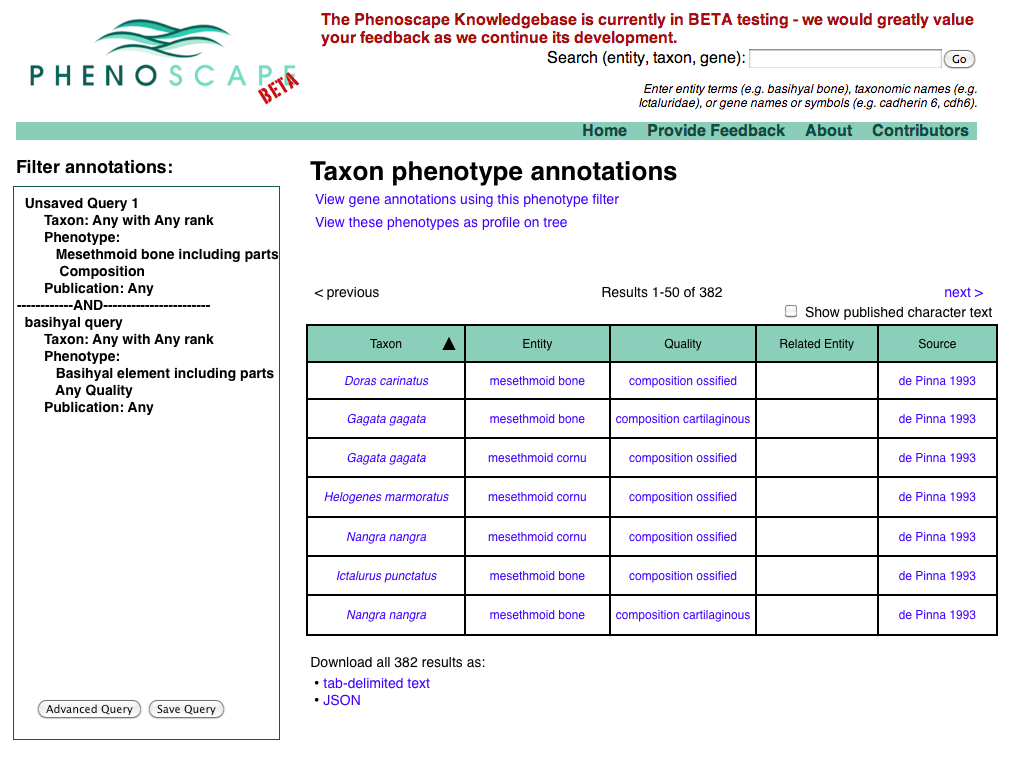 PHENOSCAPE
BETA
The Phenoscape Knowledgebase is currently in BETA testing - we would greatly value
your feedback as we continue its development.
Search (entity, taxon, gene): Go
Enter entity terms (e.g. basihyal bone), taxonomic names (e.g.
Ictaluridae), or gene names or symbols (e.g. cadherin 6, cdh6).
Home Provide Feedback About Contributors
Filter annotations:
Unsaved Query 1
Taxon: Any with Any rank
Phenotype:
Mesethmoid bone including parts
Composition
Publication: Any
------------AND-----------------------
basihyal query
Taxon: Any with Any rank
Phenotype:
Basihyal element including parts
Any Quality
Publication: Any
Advanced Query Save Query
Taxon phenotype annotations
View gene annotations using this phenotype filter
View these phenotypes as profile on tree
< previous Results 1-50 of 382 next >
Show published character text
Taxon ▲ Entity Quality Related Entity Source
Doras carinatus mesethmoid bone composition ossified de Pinna 1993
Gagata gagata mesethmoid bone composition cartilaginous de Pinna 1993
Gagata gagata mesethmoid cornu composition ossified de Pinna 1993
Helogenes marmoratus mesethmoid cornu composition ossified de Pinna 1993
Nangra nangra mesethmoid cornu composition ossified de Pinna 1993
Ictalurus punctatus mesethmoid bone composition ossified de Pinna 1993
Nangra nangra mesethmoid bone composition cartilaginous de Pinna 1993
Download all 382 results as:
• tab-delimited text
• JSON